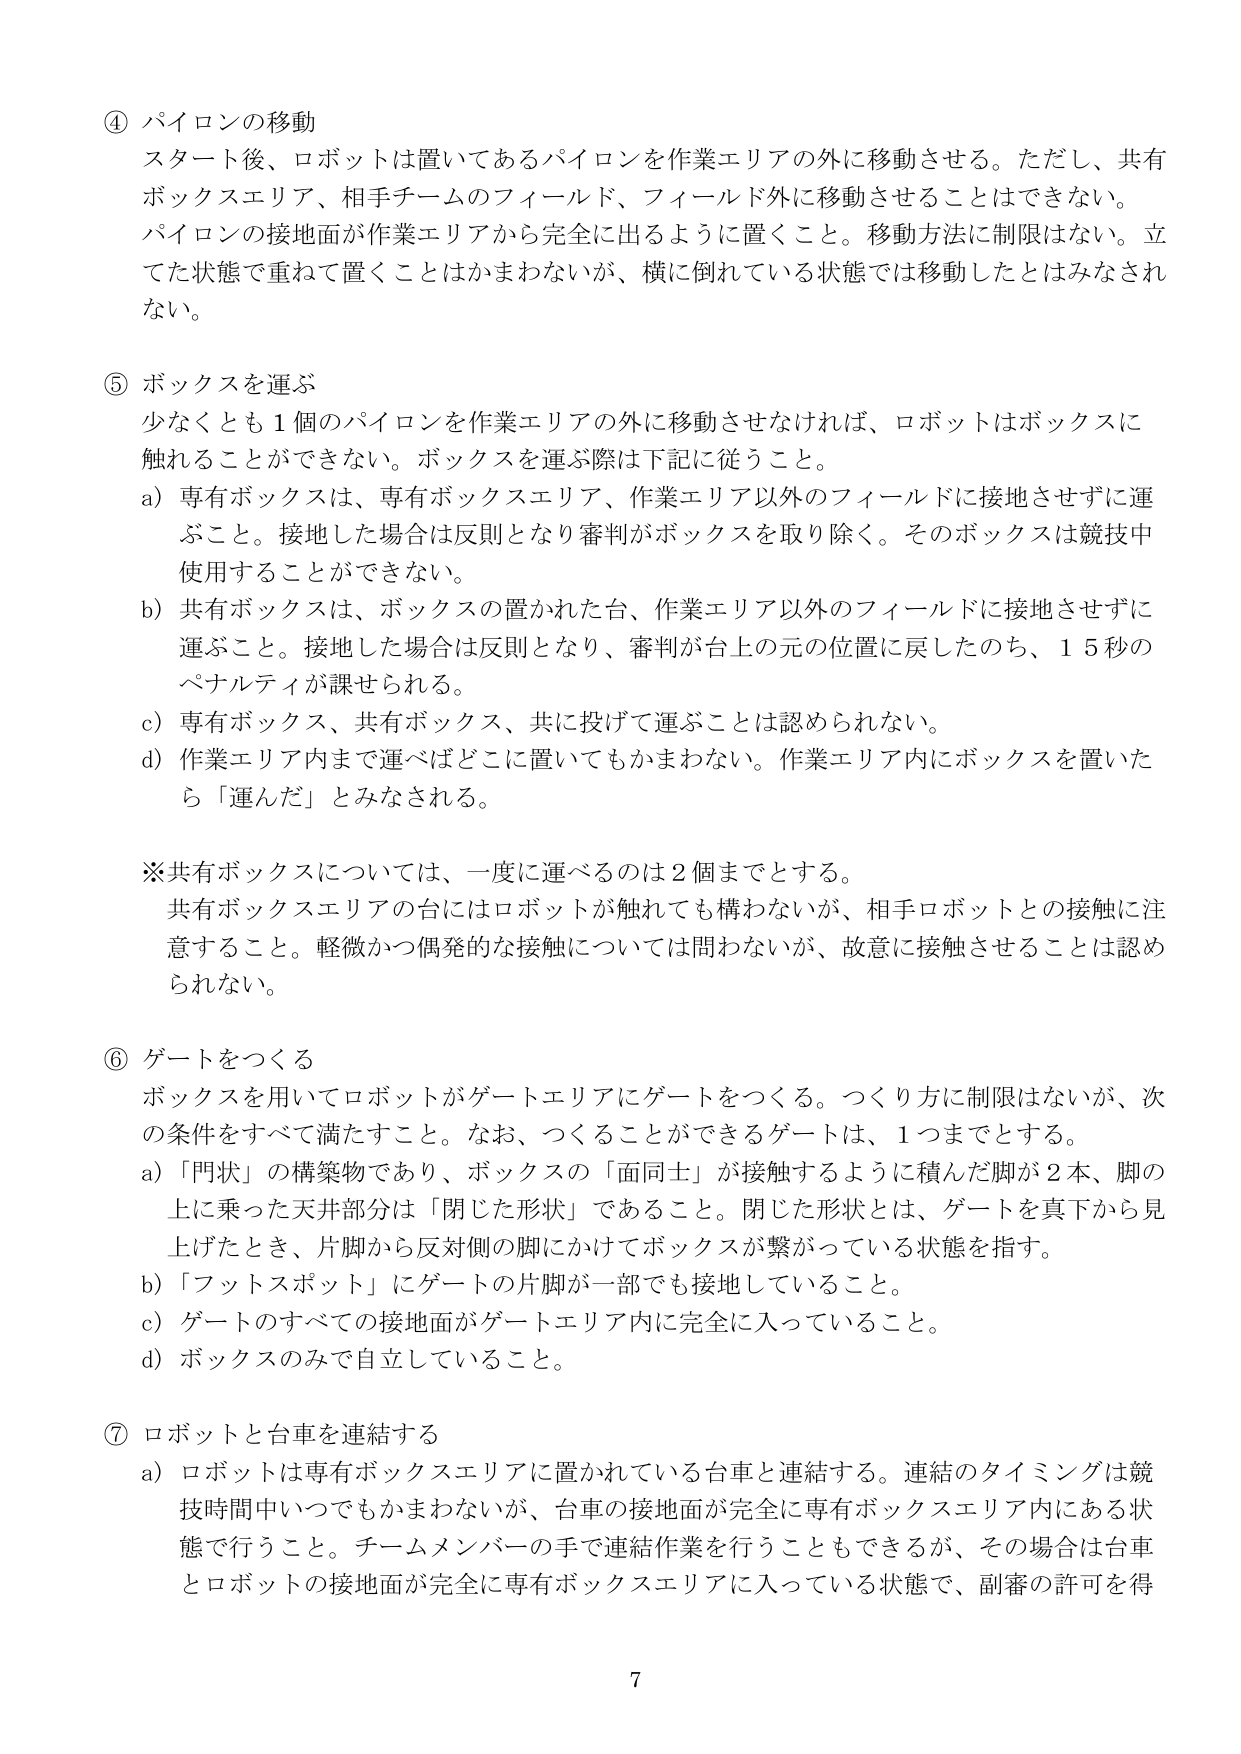 ④ パイロンの移動
スタート後、ロボットは置いてあるパイロンを作業エリアの外に移動させる。ただし、共有
ボックスエリア、相手チームのフィールド、フィールド外に移動させることはできない。
パイロンの接地面が作業エリアから完全に出るように置くこと。移動方法に制限はない。立
てた状態で重ねて置くことはかまわないが、横に倒れている状態では移動したとはみなされ
ない。
⑤ ボックスを運ぶ
少なくとも1個のパイロンを作業エリアの外に移動させなければ、ロボットはボックスに
触れることができない。ボックスを運ぶ際は下記に従うこと。
a) 専有ボックスは、専有ボックスエリア、作業エリア以外のフィールドに接地させずに運
ぶこと。接地した場合は反則となり審判がボックスを取り除く。そのボックスは競技中
使用することができない。
b) 共有ボックスは、ボックスの置かれた台、作業エリア以外のフィールドに接地させずに
運ぶこと。接地した場合は反則となり、審判が台上の元の位置に戻したのち、15秒の
ペナルティが課せられる。
c) 専有ボックス、共有ボックス、共に投げて運ぶことは認められない。
d) 作業エリア内まで運べばどこに置いてもかまわない。作業エリア内にボックスを置いた
ら「運んだ」とみなされる。
※共有ボックスについては、一度に運べるのは2個までとする。
共有ボックスエリアの台にはロボットが触れても構わないが、相手ロボットとの接触に注
意すること。軽微かつ偶発的な接触については問わないが、故意に接触させることは認め
られない。
⑥ ゲートをつくる
ボックスを用いてロボットがゲートエリアにゲートをつくる。つくり方に制限はないが、次
の条件をすべて満たすこと。なお、つくることができるゲートは、1つまでとする。
a)「門状」の構築物であり、ボックスの「面同士」が接触するように積んだ脚が2本、脚の
上に乗った天井部分は「閉じた形状」であること。閉じた形状とは、ゲートを真下から見
上げたとき、片脚から反対側の脚にかけてボックスが繋がっている状態を指す。
b)「フットスポット」にゲートの片脚が一部でも接地していること。
c) ゲートのすべての接地面がゲートエリア内に完全に入っていること。
d) ボックスのみで自立していること。
⑦ ロボットと台車を連結する
a) ロボットは専有ボックスエリアに置かれている台車と連結する。連結のタイミングは競
技時間中いつでもかまわないが、台車の接地面が完全に専有ボックスエリア内にある状
態で行うこと。チームメンバーの手で連結作業を行うこともできるが、その場合は台車
とロボットの接地面が完全に専有ボックスエリアに入っている状態で、副審の許可を得
7